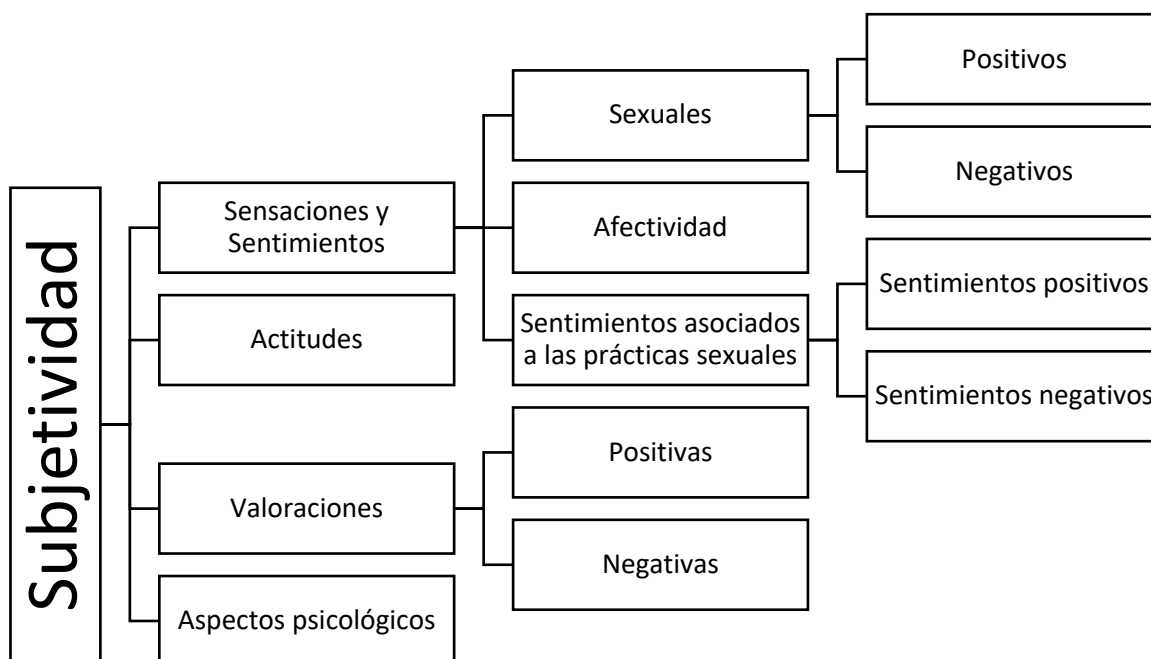 Subjetividad
Sensaciones y
Sentimientos
Sexuales
Positivos
Negativos
Afectividad
Sentimientos asociados
a las prácticas sexuales
Sentimientos positivos
Sentimientos negativos
Actitudes
Valoraciones
Positivas
Negativas
Aspectos psicológicos